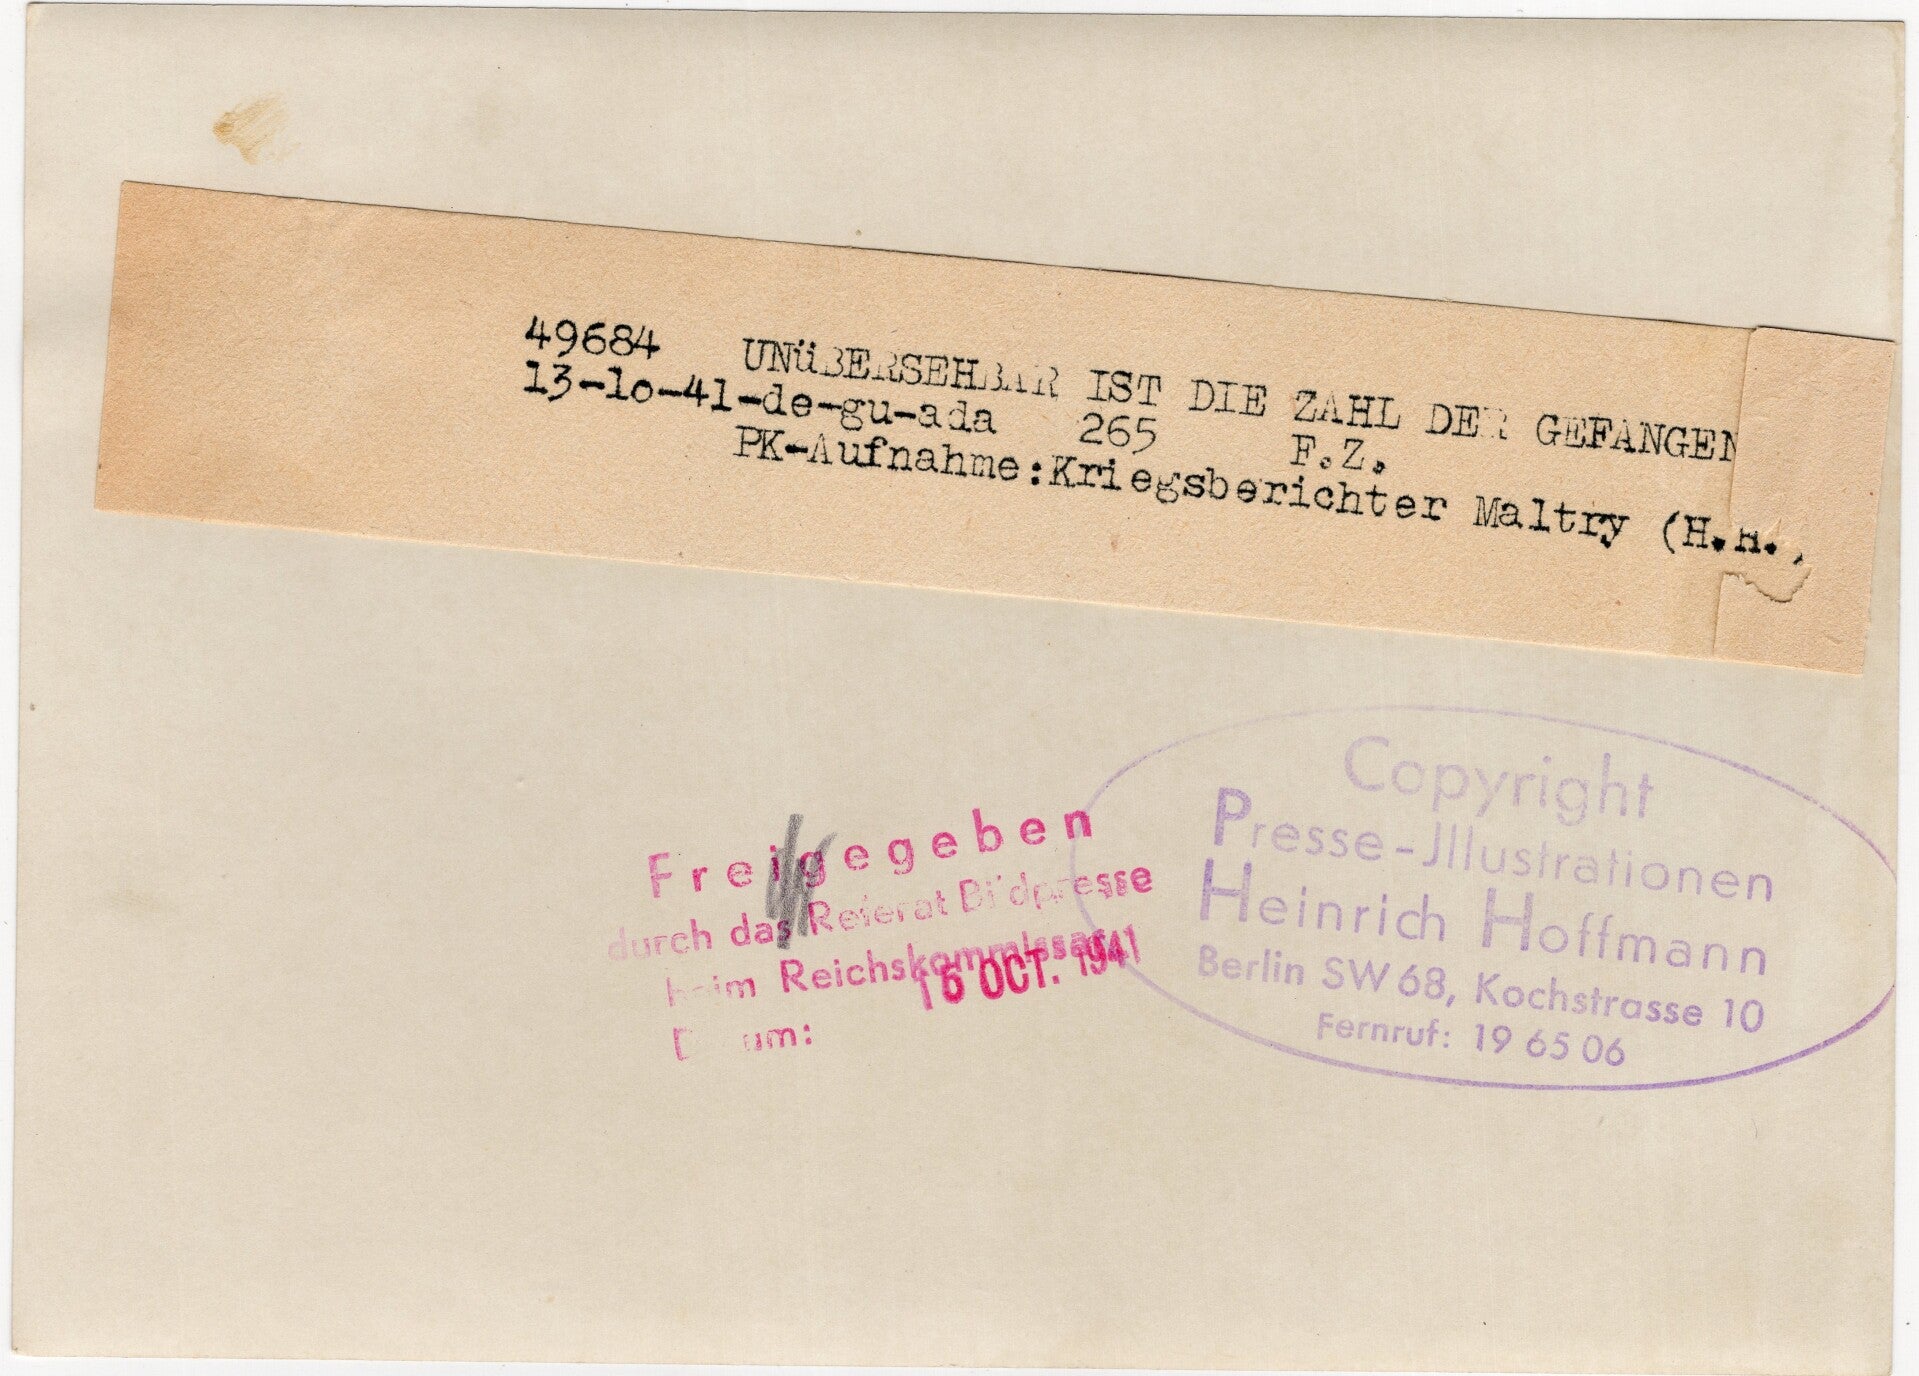 49684 UNüBERSEHBAR IST DIE ZAHL DER GEFANGEN
13-lo-41-de-gu-ada 265 F.Z.
PK-Aufnahme:Kriegsberichter Maltry (H.H.
Freigegeben
durch das Referat Bildpresse
beim Reichskommissar
16 OCT. 1941
Datum:
Copyright
Presse-Jllustrationen
Heinrich Hoffmann
Berlin SW 68, Kochstrasse 10
Fernruf: 19 65 06